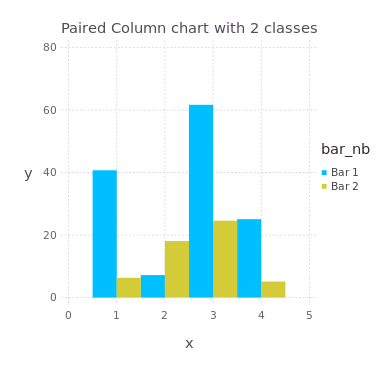 Paired Column chart with 2 classes
80
60
40
20
0
y
0 1 2 3 4 5
x
bar_nb
Bar 1
Bar 2